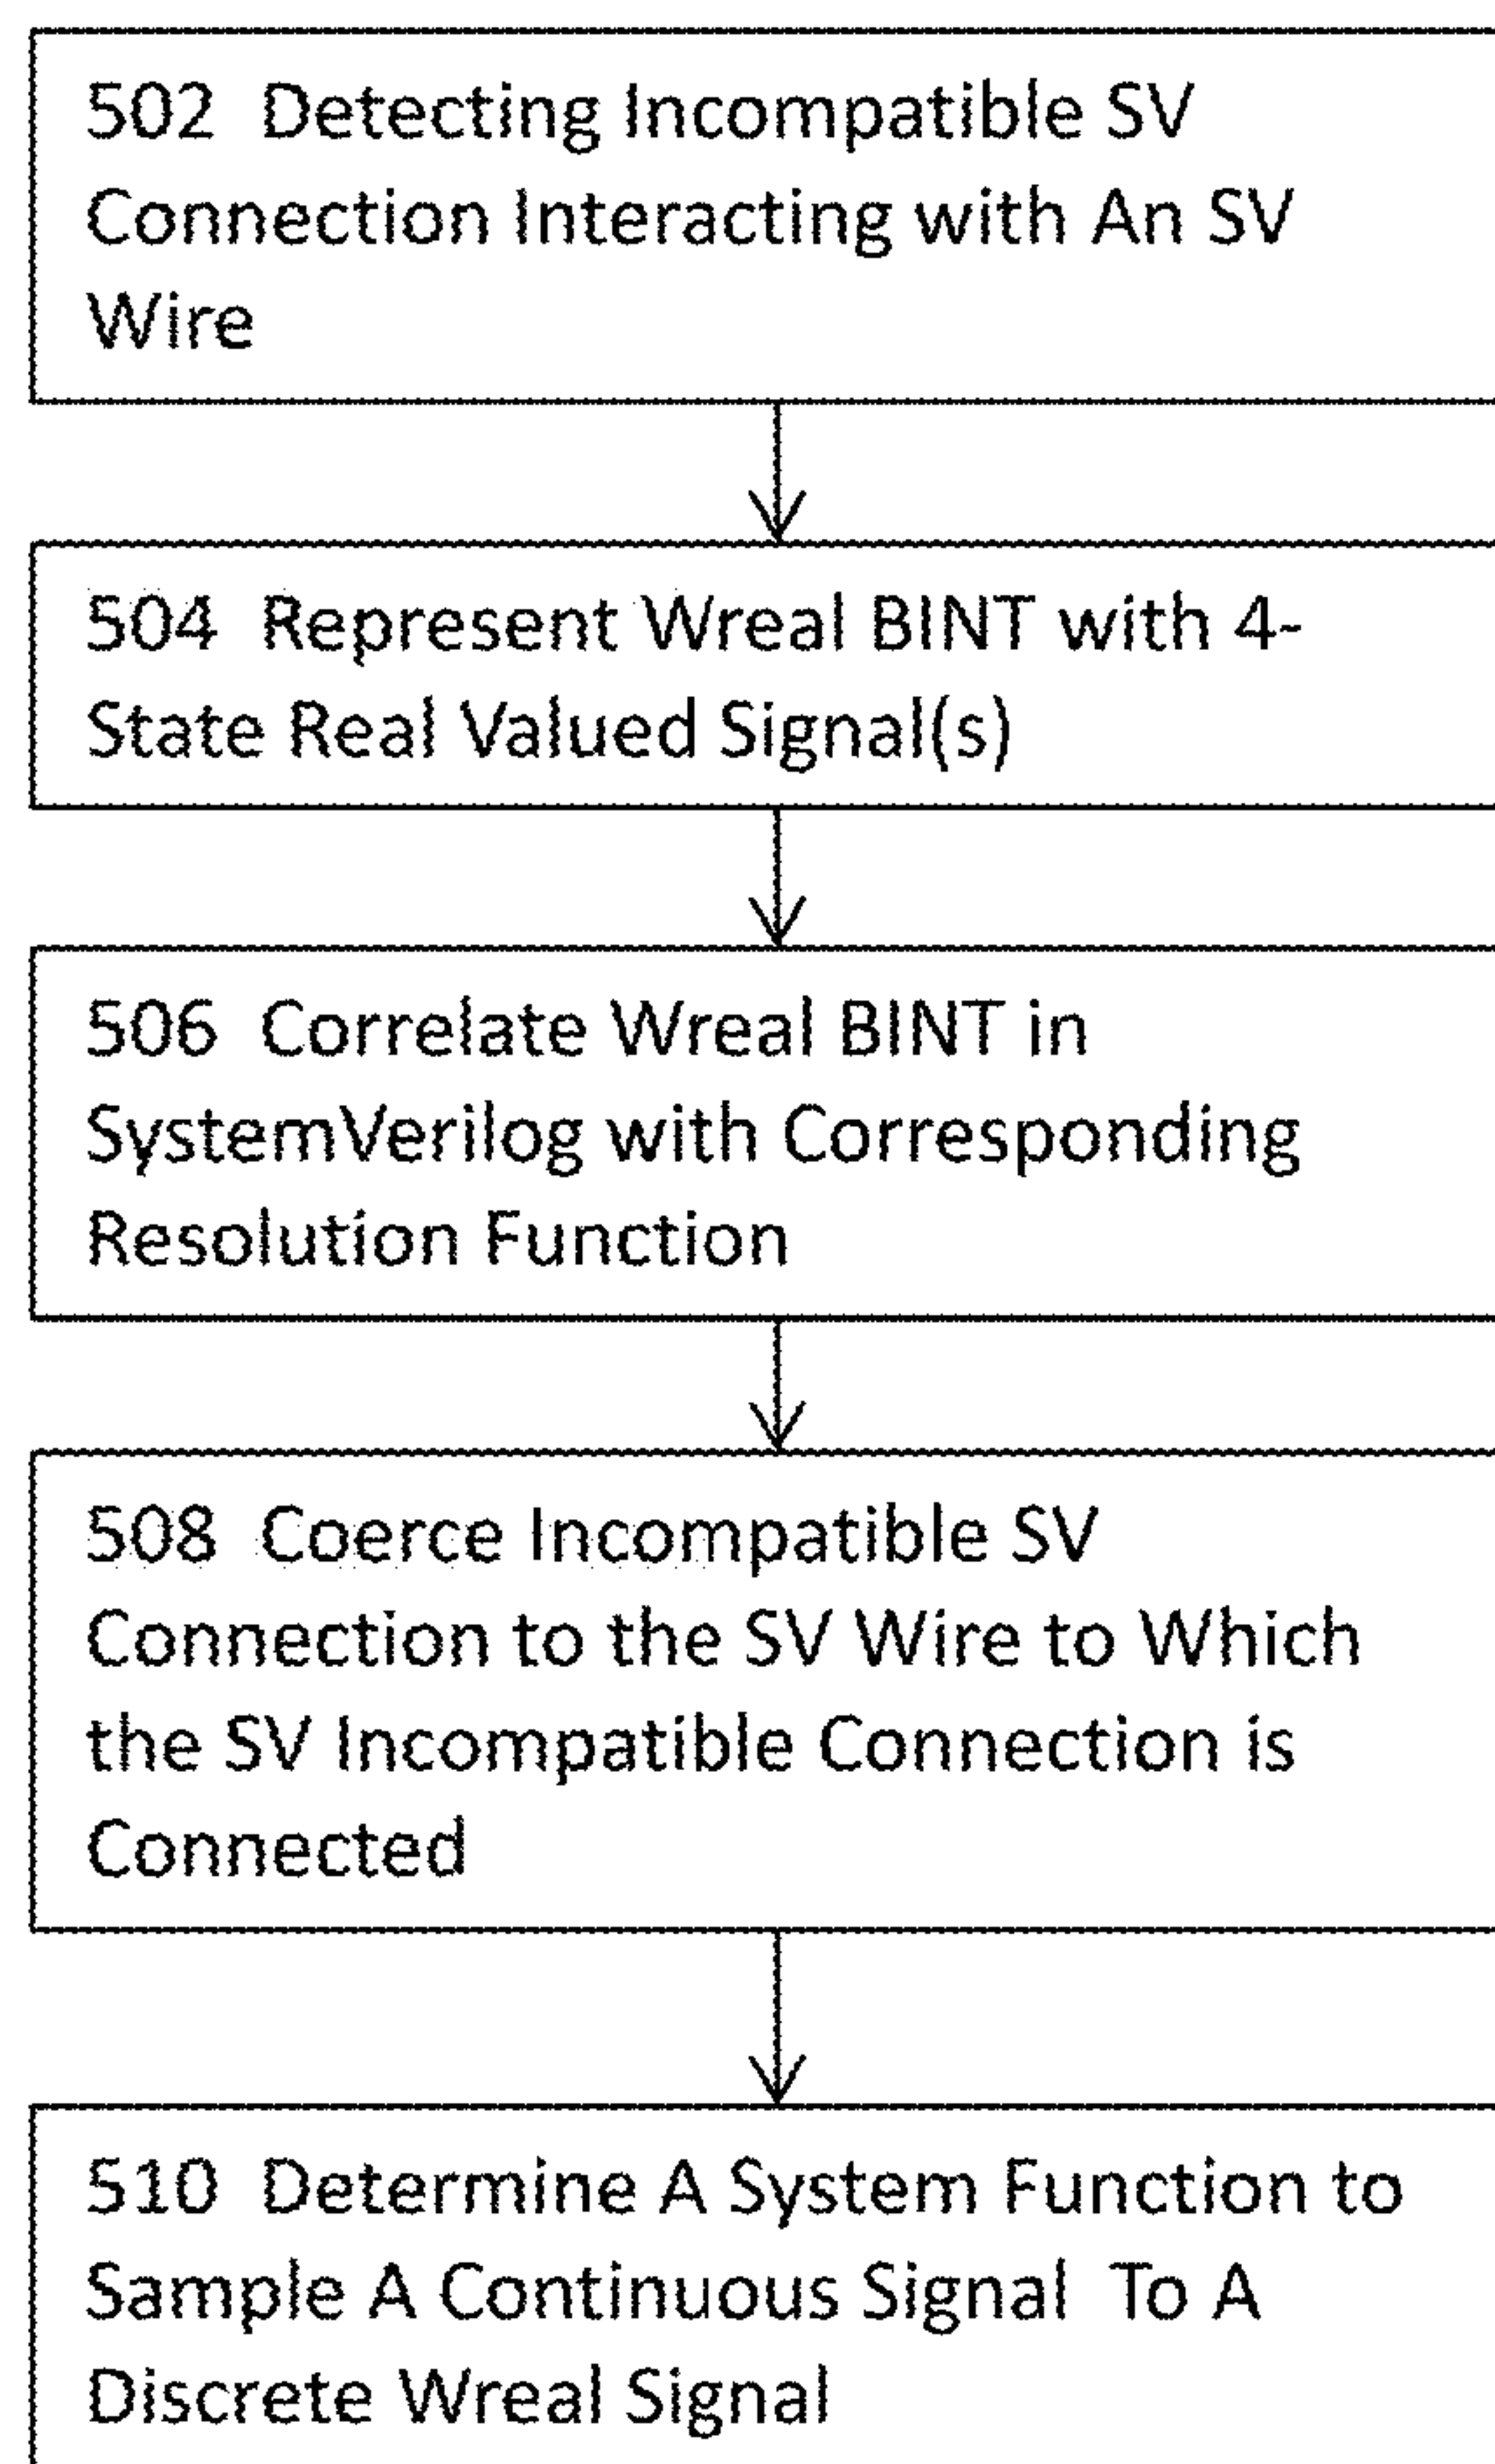 502 Detecting Incompatible SV
Connection Interacting with An SV
Wire
504 Represent Wreal BINT with 4-
State Real Valued Signal(s)
506 Correlate Wreal BINT in
SystemVerilog with Corresponding
Resolution Function
508 Coerce Incompatible SV
Connection to the SV Wire to Which
the SV Incompatible Connection is
Connected
510 Determine A System Function to
Sample A Continuous Signal To A
Discrete Wreal Signal